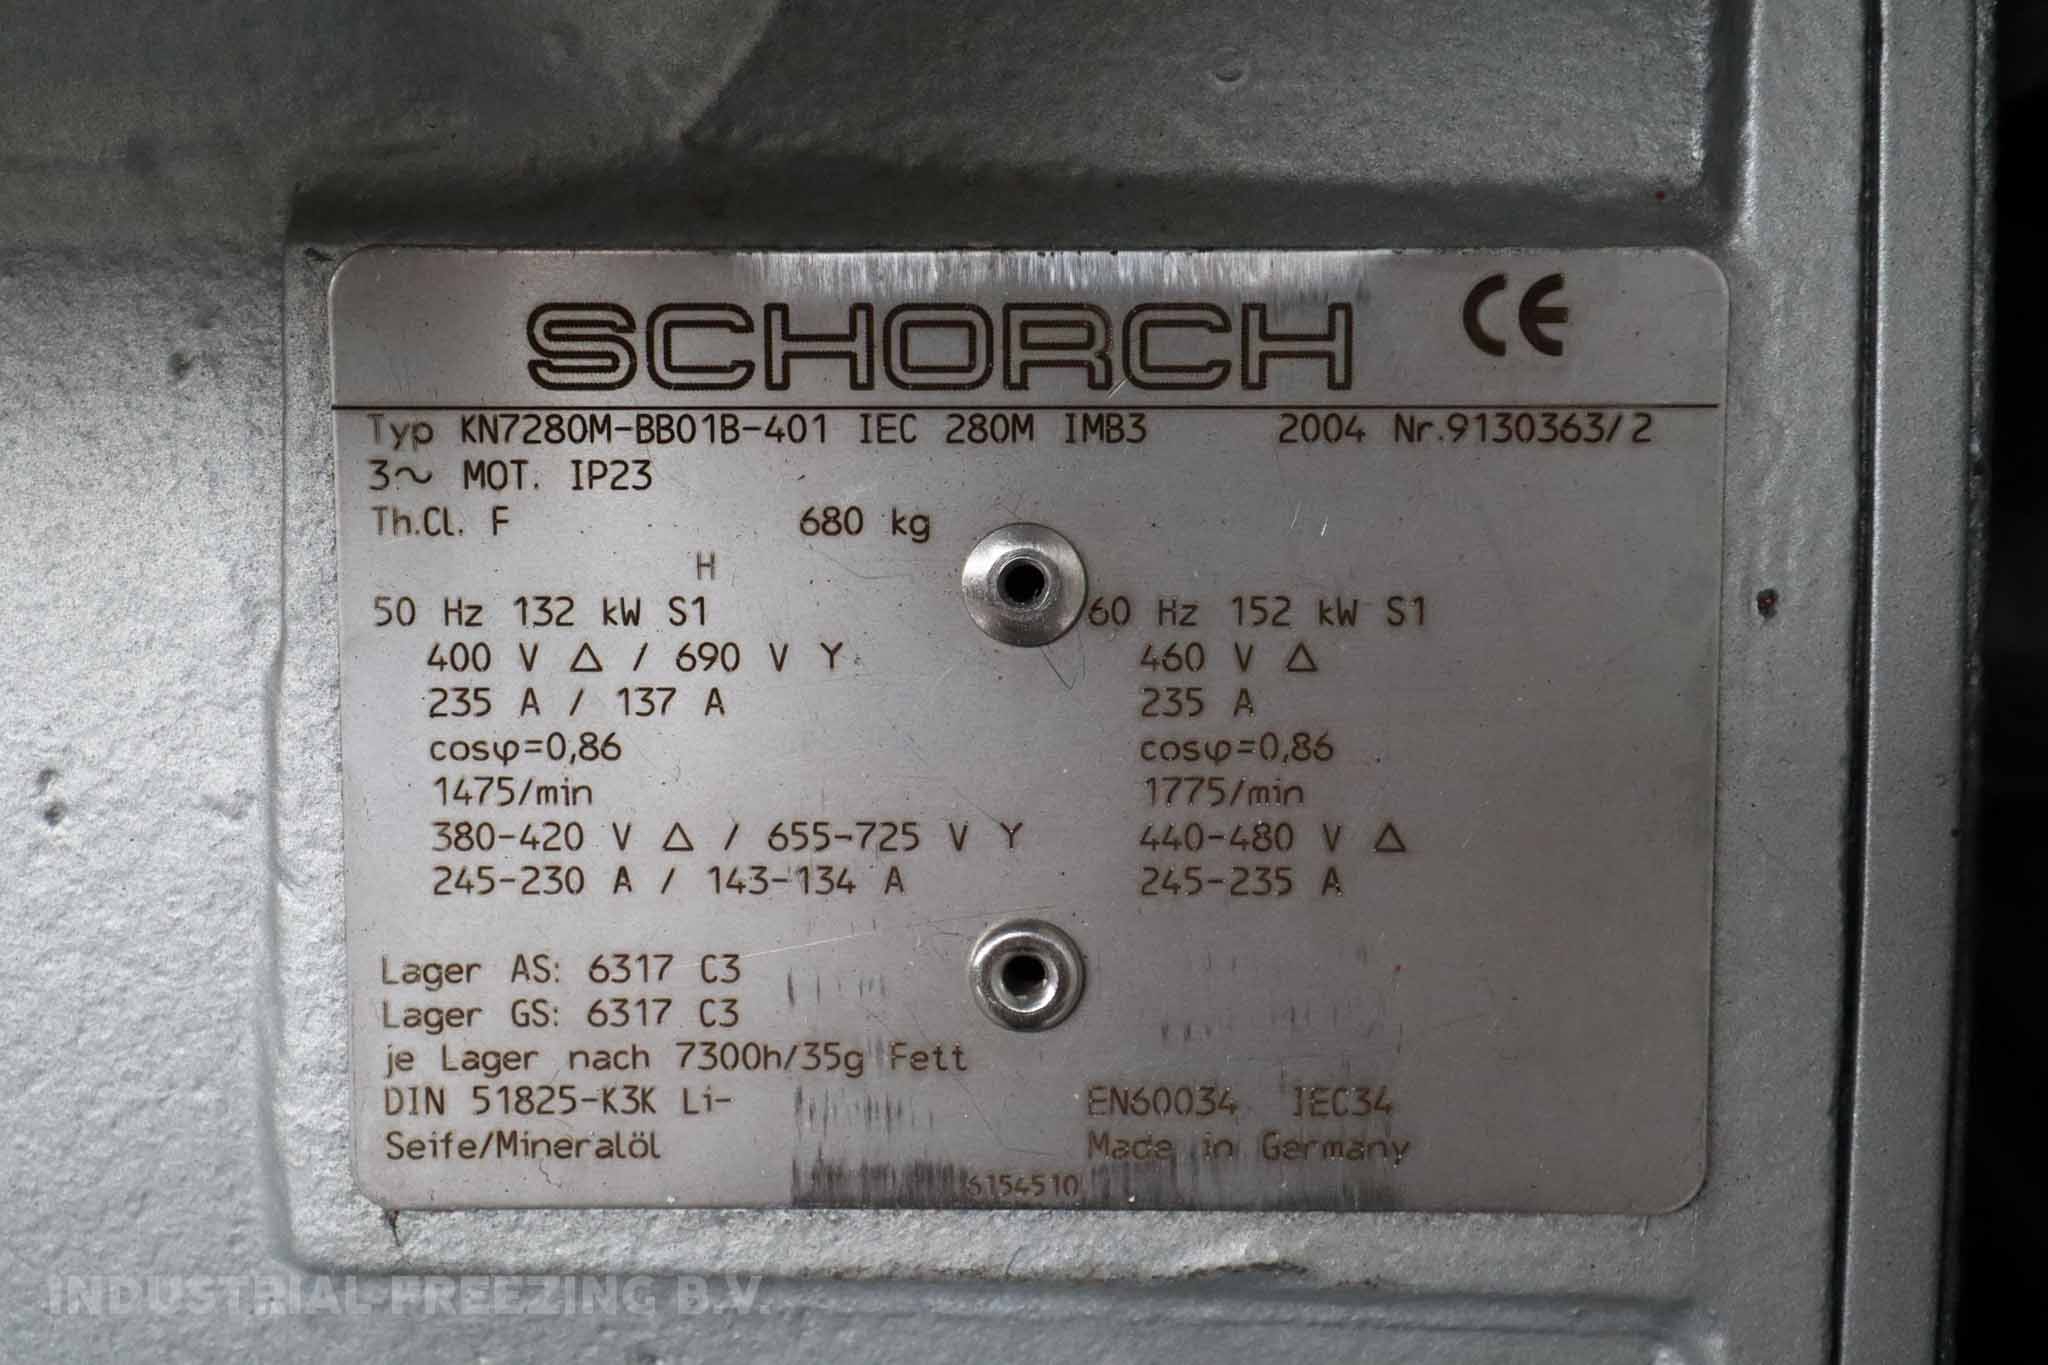 SCHORCH CE
Typ KN7280M-BB01B-401 IEC 280M IMB3 2004 Nr.9130363/2
3~ MOT. IP23
Th.Cl. F 680 kg
H
50 Hz 132 kW S1 60 Hz 152 kW S1
400 V Δ / 690 V Y 460 V Δ
235 A / 137 A 235 A
cosφ=0,86 cosφ=0,86
1475/min 1775/min
380-420 V Δ / 655-725 V Y 440-480 V Δ
245-230 A / 143-134 A 245-235 A
Lager AS: 6317 C3
Lager GS: 6317 C3
je Lager nach 7300h/35g Fett
DIN 51825-K3K Li- EN60034 IEC34
Seife/Mineralöl Made in Germany
6154510
INDUSTRIAL-FREEZING B.V.